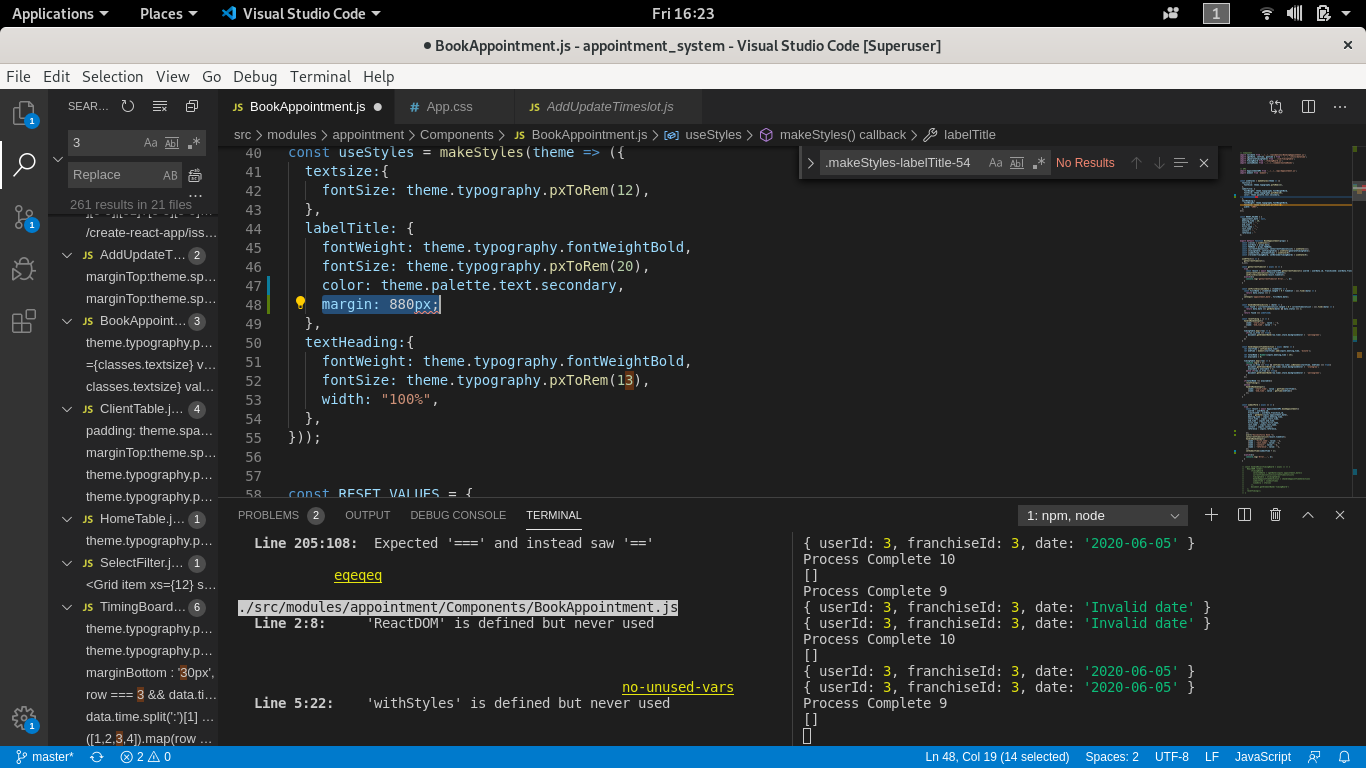 Applications Places Visual Studio Code Fri 16:23 1
BookAppointment.js - appointment_system - Visual Studio Code [Superuser]
File Edit Selection View Go Debug Terminal Help
SEAR...
3 Aa Abl
Replace AB
261 results in 21 files
/create-react-app/iss…
JS AddUpdateT... 2
marginTop:theme.sp…
marginTop:theme.sp…
JS BookAppoint... 3
theme.typography.p…
={classes.textsize} v…
classes.textsize} val…
JS ClientTable.j... 4
padding: theme.spa…
marginTop:theme.sp…
theme.typography.p…
theme.typography.p…
JS HomeTable.j... 1
theme.typography.p…
JS SelectFilter.j... 1
<Grid item xs={12} s…
JS TimingBoard... 6
theme.typography.p…
theme.typography.p…
marginBottom : '30px',
row === 3 && data.ti…
data.time.split(':')[1] …
([1,2,3,4]).map(row …
JS BookAppointment.js ● # App.css JS AddUpdateTimeslot.js
src > modules > appointment > Components > JS BookAppointment.js > useStyles > makeStyles() callback > labelTitle
.makeStyles-labelTitle-54 Aa Abl No Results
40 const useStyles = makeStyles(theme => ({
41 textsize:{
42 fontSize: theme.typography.pxToRem(12),
43 },
44 labelTitle: {
45 fontWeight: theme.typography.fontWeightBold,
46 fontSize: theme.typography.pxToRem(20),
47 color: theme.palette.text.secondary,
48 margin: 880px;
49 },
50 textHeading:{
51 fontWeight: theme.typography.fontWeightBold,
52 fontSize: theme.typography.pxToRem(13),
53 width: "100%",
54 },
55 }));
56
57
58 const RESET_VALUES = {
PROBLEMS 2 OUTPUT DEBUG CONSOLE TERMINAL 1: npm, node
Line 205:108: Expected '===' and instead saw '=='
eqeqeq
./src/modules/appointment/Components/BookAppointment.js
Line 2:8: 'ReactDOM' is defined but never used
no-unused-vars
Line 5:22: 'withStyles' is defined but never used
{ userId: 3, franchiseId: 3, date: '2020-06-05' }
Process Complete 10
[]
Process Complete 9
{ userId: 3, franchiseId: 3, date: 'Invalid date' }
{ userId: 3, franchiseId: 3, date: 'Invalid date' }
Process Complete 10
[]
{ userId: 3, franchiseId: 3, date: '2020-06-05' }
{ userId: 3, franchiseId: 3, date: '2020-06-05' }
Process Complete 9
[]
master* 2 0 Ln 48, Col 19 (14 selected) Spaces: 2 UTF-8 LF JavaScript